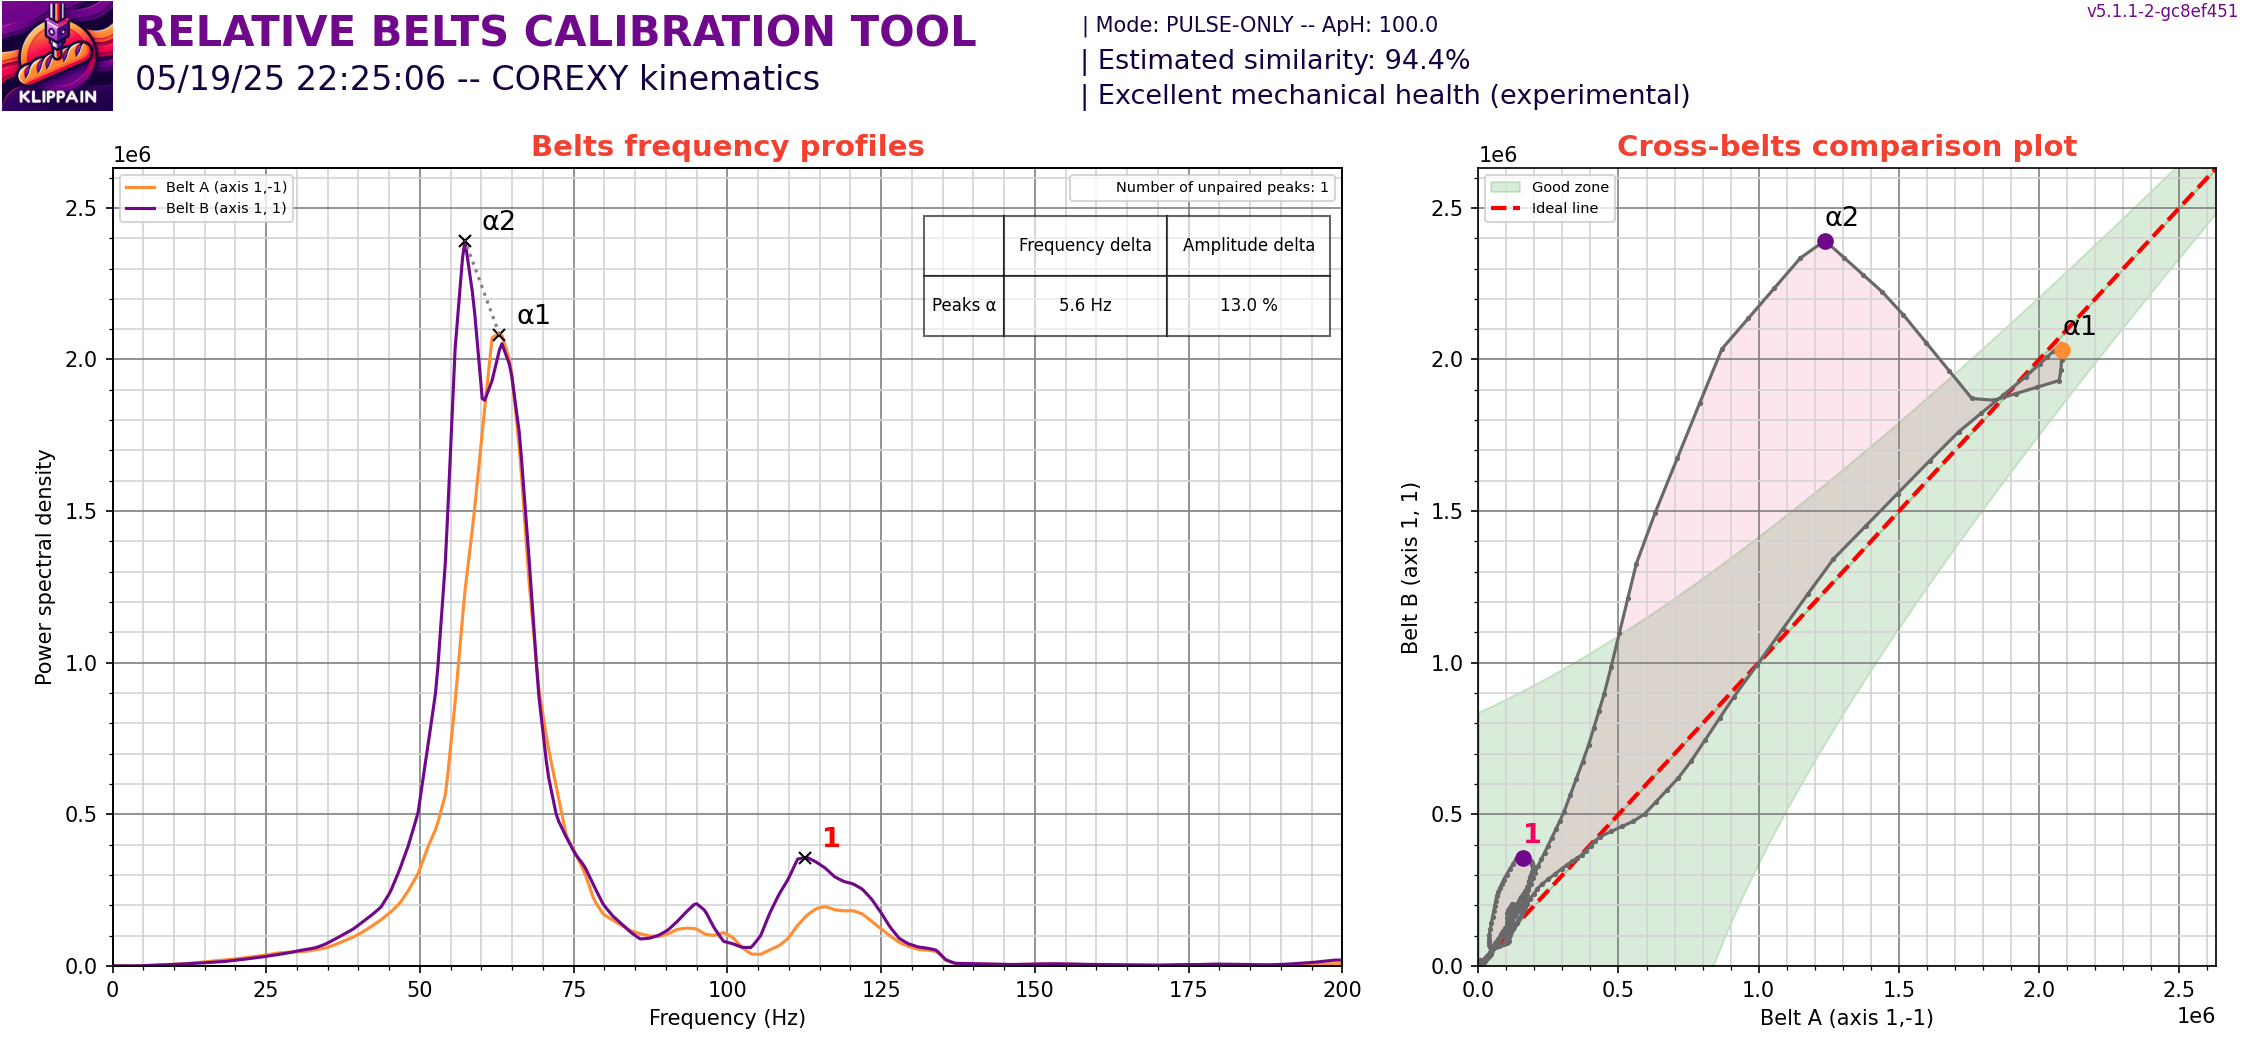 KLIPPAIN
RELATIVE BELTS CALIBRATION TOOL
05/19/25 22:25:06 -- COREXY kinematics
| Mode: PULSE-ONLY -- ApH: 100.0
| Estimated similarity: 94.4%
| Excellent mechanical health (experimental)
v5.1.1-2-gc8ef451
Belts frequency profiles
1e6
Belt A (axis 1,-1)
Belt B (axis 1, 1)
Number of unpaired peaks: 1
Frequency delta Amplitude delta
Peaks α 5.6 Hz 13.0 %
α2
α1
1
2.5
2.0
1.5
1.0
0.5
0.0
Power spectral density
0 25 50 75 100 125 150 175 200
Frequency (Hz)
Cross-belts comparison plot
1e6
Good zone
Ideal line
α2
α1
1
2.5
2.0
1.5
1.0
0.5
0.0
Belt B (axis 1, 1)
0.0 0.5 1.0 1.5 2.0 2.5
Belt A (axis 1,-1)
1e6